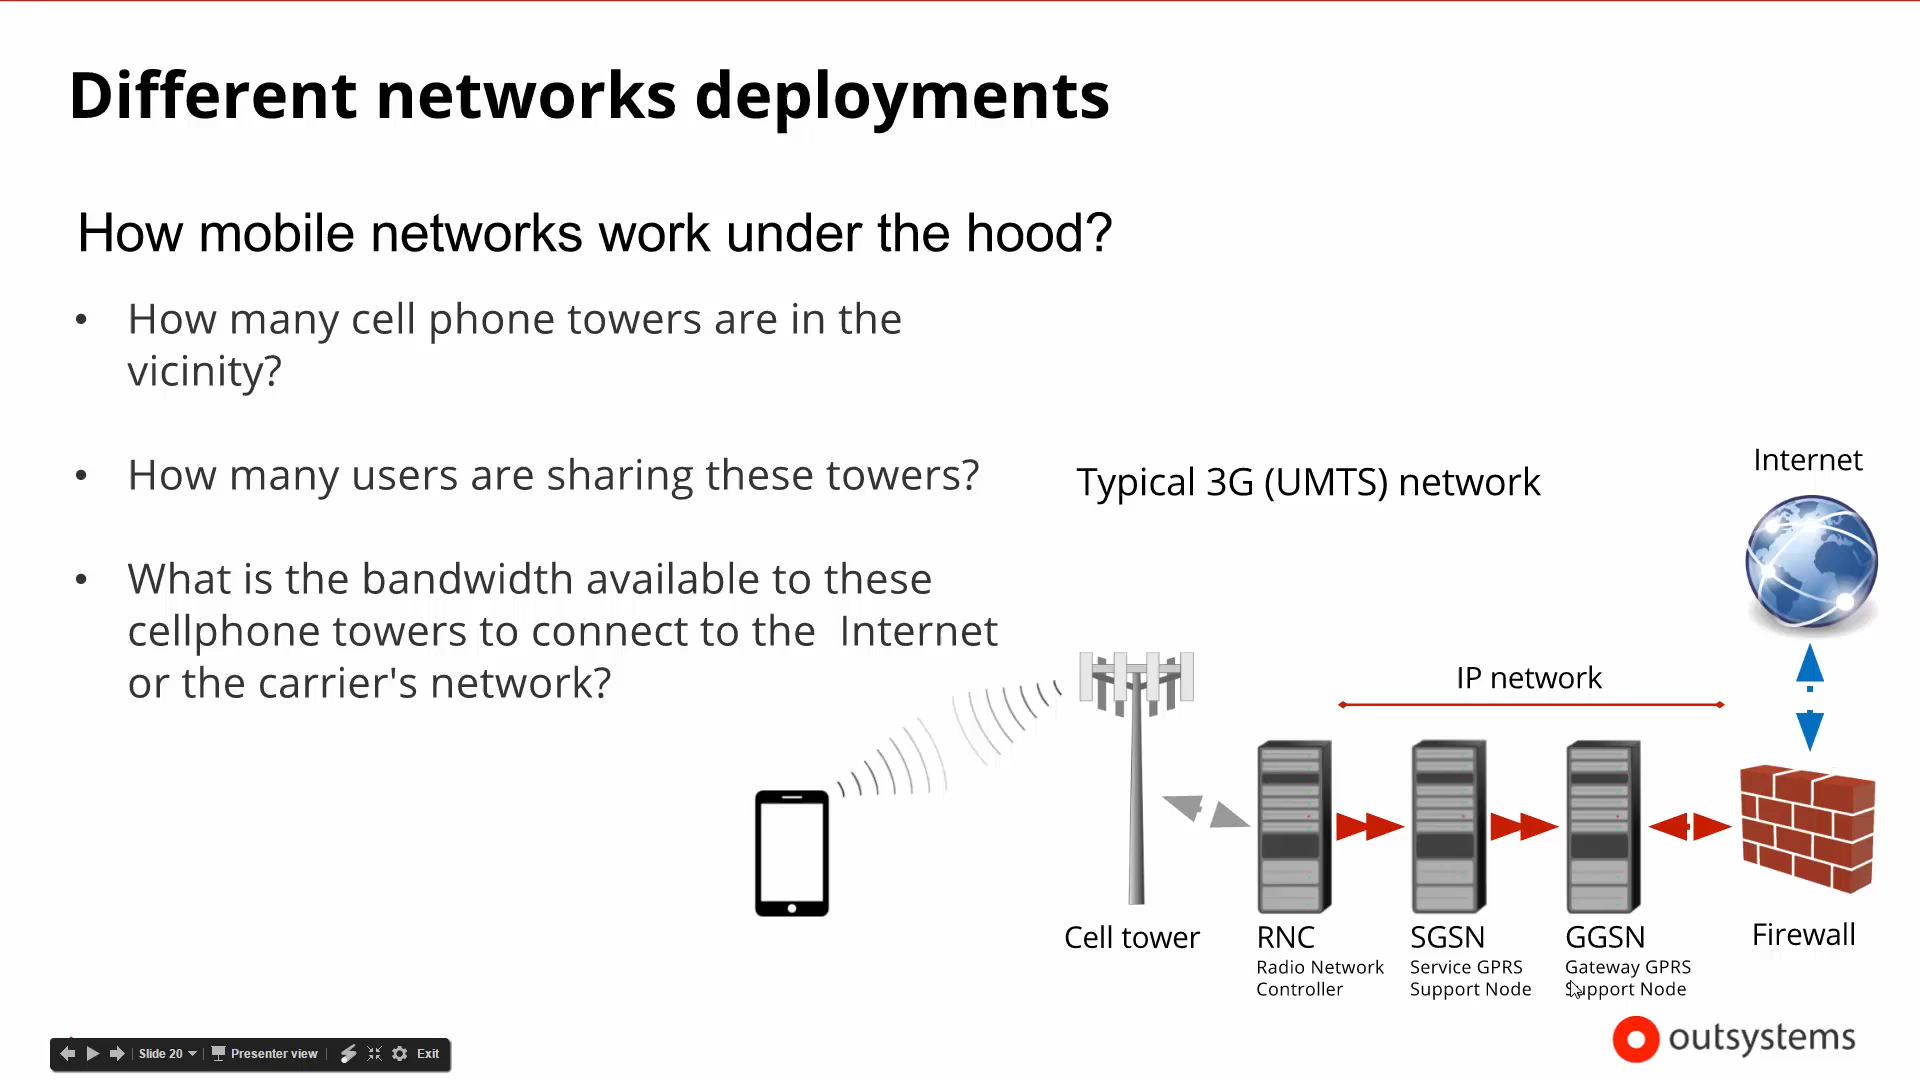 Different networks deployments
How mobile networks work under the hood?
• How many cell phone towers are in the
vicinity?
• How many users are sharing these towers?
• What is the bandwidth available to these
cellphone towers to connect to the  Internet
or the carrier's network?
Typical 3G (UMTS) network
Internet
IP network
Cell tower
RNC
Radio Network
Controller
SGSN
Service GPRS
Support Node
GGSN
Gateway GPRS
Support Node
Firewall
Slide 20
Presenter view
Exit
outsystems